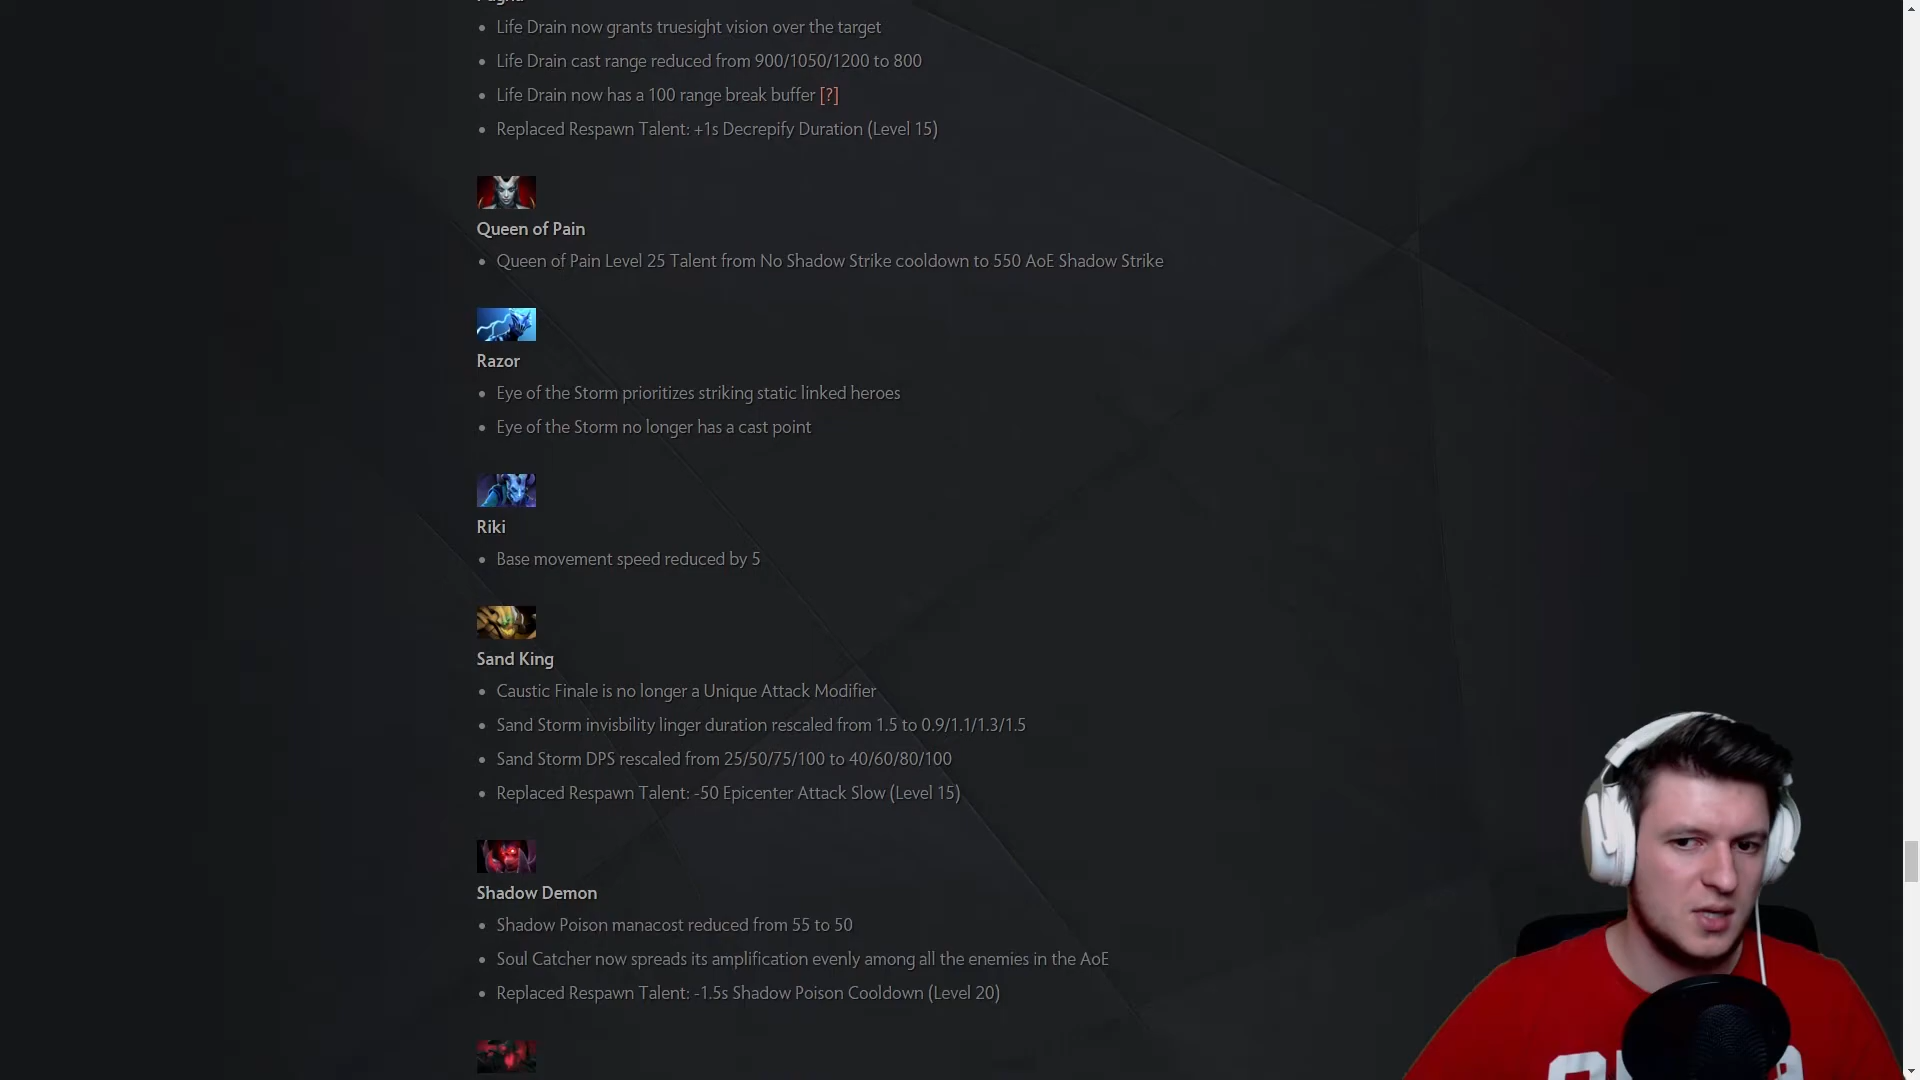 Life Drain now grants truesight vision over the target
Life Drain cast range reduced from 900/1050/1200 to 800
Life Drain now has a 100 range break buffer [?]
Replaced Respawn Talent: +1s Decrepify Duration (Level 15)
Queen of Pain
Queen of Pain Level 25 Talent from No Shadow Strike cooldown to 550 AoE Shadow Strike
Razor
Eye of the Storm prioritizes striking static linked heroes
Eye of the Storm no longer has a cast point
Riki
Base movement speed reduced by 5
Sand King
Caustic Finale is no longer a Unique Attack Modifier
Sand Storm invisbility linger duration rescaled from 1.5 to 0.9/1.1/1.3/1.5
Sand Storm DPS rescaled from 25/50/75/100 to 40/60/80/100
Replaced Respawn Talent: -50 Epicenter Attack Slow (Level 15)
Shadow Demon
Shadow Poison manacost reduced from 55 to 50
Soul Catcher now spreads its amplification evenly among all the enemies in the AoE
Replaced Respawn Talent: -1.5s Shadow Poison Cooldown (Level 20)